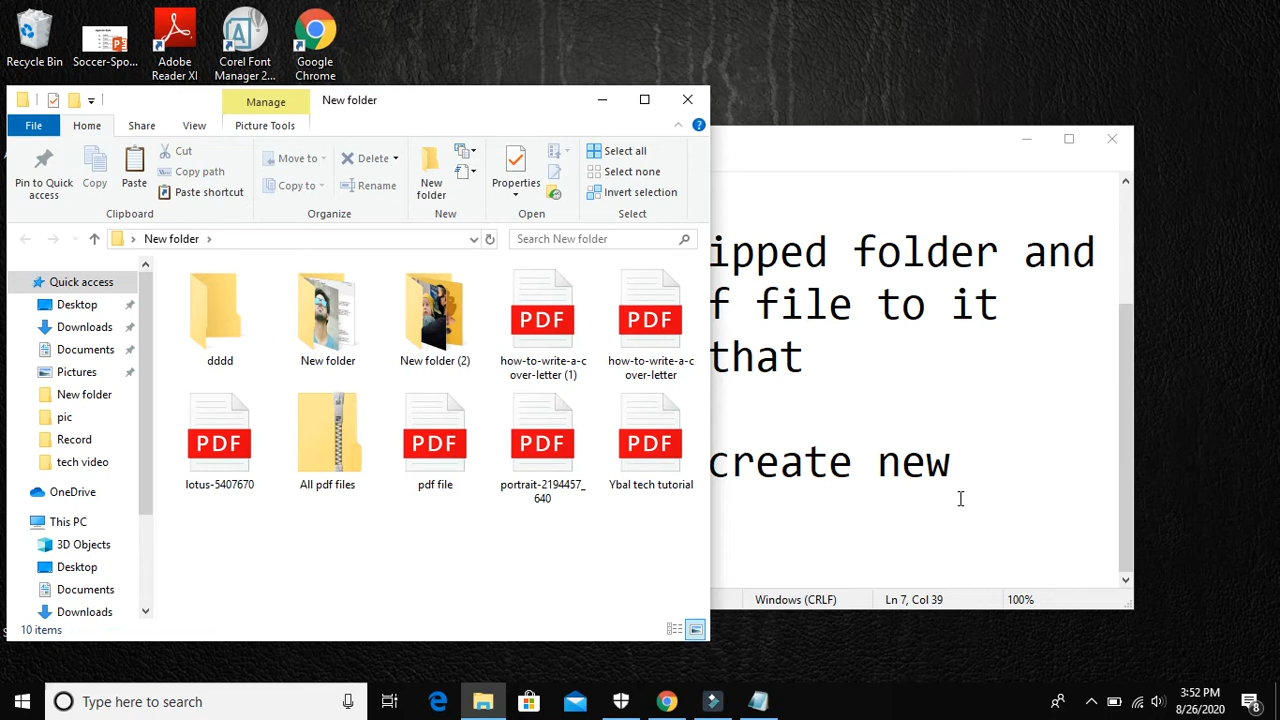 Recycle Bin
Soccer-Spo...
Adobe
Reader XI
Corel Font
Manager 2...
Google
Chrome
Manage
New folder
File
Home
Share
View
Picture Tools
Pin to Quick
access
Copy
Paste
Cut
Copy path
Paste shortcut
Clipboard
Move to
Copy to
Delete
Rename
Organize
New
folder
New
Properties
Open
Select all
Select none
Invert selection
Select
New folder
Search New folder
Quick access
Desktop
Downloads
Documents
Pictures
New folder
pic
Record
tech video
OneDrive
This PC
3D Objects
Desktop
Documents
Downloads
dddd
New folder
New folder (2)
PDF
how-to-write-a-c
over-letter (1)
PDF
how-to-write-a-c
over-letter
PDF
lotus-5407670
All pdf files
PDF
pdf file
PDF
portrait-2194457_
640
PDF
Ybal tech tutorial
10 items
ipped folder and
f file to it
that
create new
Windows (CRLF)
Ln 7, Col 39
100%
Type here to search
3:52 PM
8/26/2020
8